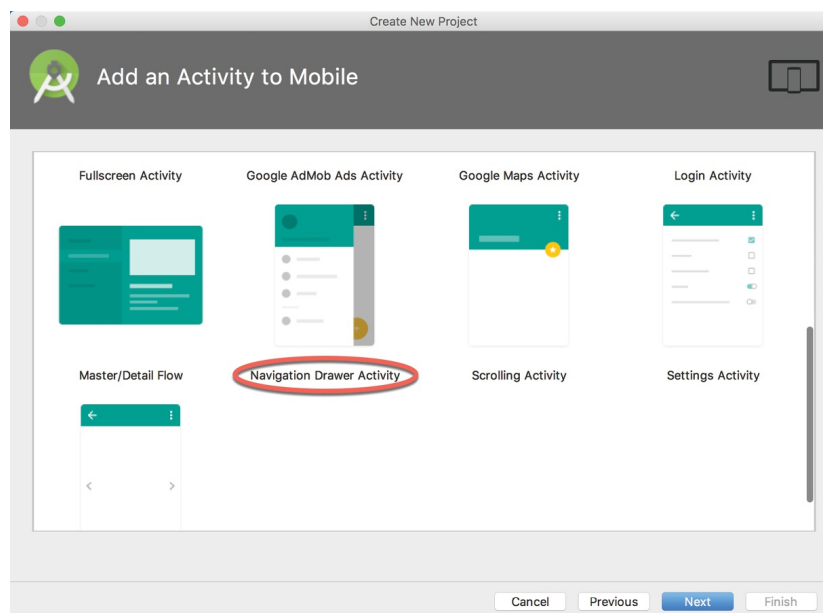 Create New Project
Add an Activity to Mobile
Fullscreen Activity
Google AdMob Ads Activity
Google Maps Activity
Login Activity
Master/Detail Flow
Navigation Drawer Activity
Scrolling Activity
Settings Activity
Cancel
Previous
Next
Finish